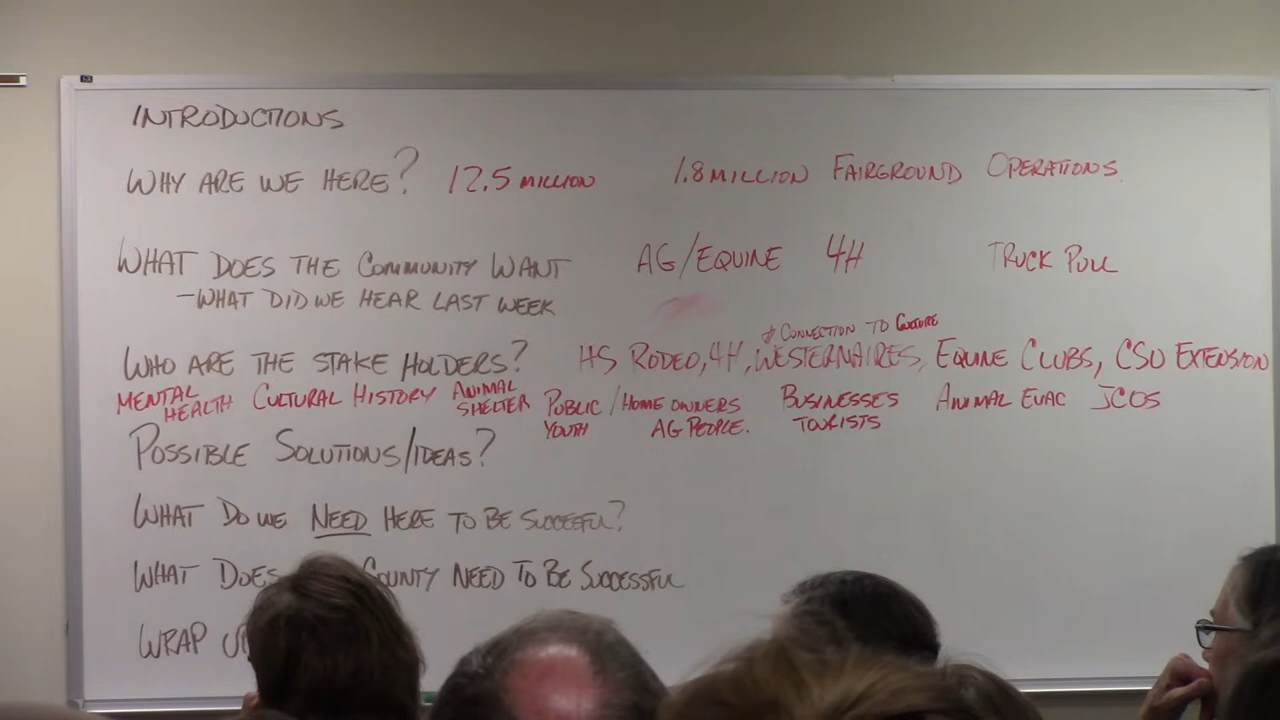 INTRODUCTIONS
WHY ARE WE HERE? 12.5 MILLION 1.8 MILLION FAIRGROUND OPERATIONS.
WHAT DOES THE COMMUNITY WANT AG/EQUINE 4H TRUCK PULL
-WHAT DID WE HEAR LAST WEEK
* CONNECTION TO CULTURE
WHO ARE THE STAKE HOLDERS? HS RODEO, 4H, WESTERNAIRES, EQUINE CLUBS, CSU EXTENSION
MENTAL HEALTH CULTURAL HISTORY ANIMAL SHELTER PUBLIC / HOME OWNERS BUSINESSES ANIMAL EVAC JCOS
YOUTH AG PEOPLE. TOURISTS
POSSIBLE SOLUTIONS/IDEAS?
WHAT DO WE NEED HERE TO BE SUCCEFUL?
WHAT DOES COUNTY NEED TO BE SUCCESSFUL
WRAP UP